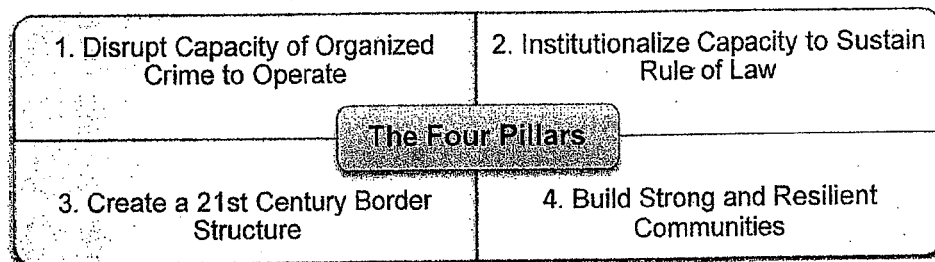 1. Disrupt Capacity of Organized
Crime to Operate
2. Institutionalize Capacity to Sustain
Rule of Law
The Four Pillars
3. Create a 21st Century Border
Structure
4. Build Strong and Resilient
Communities